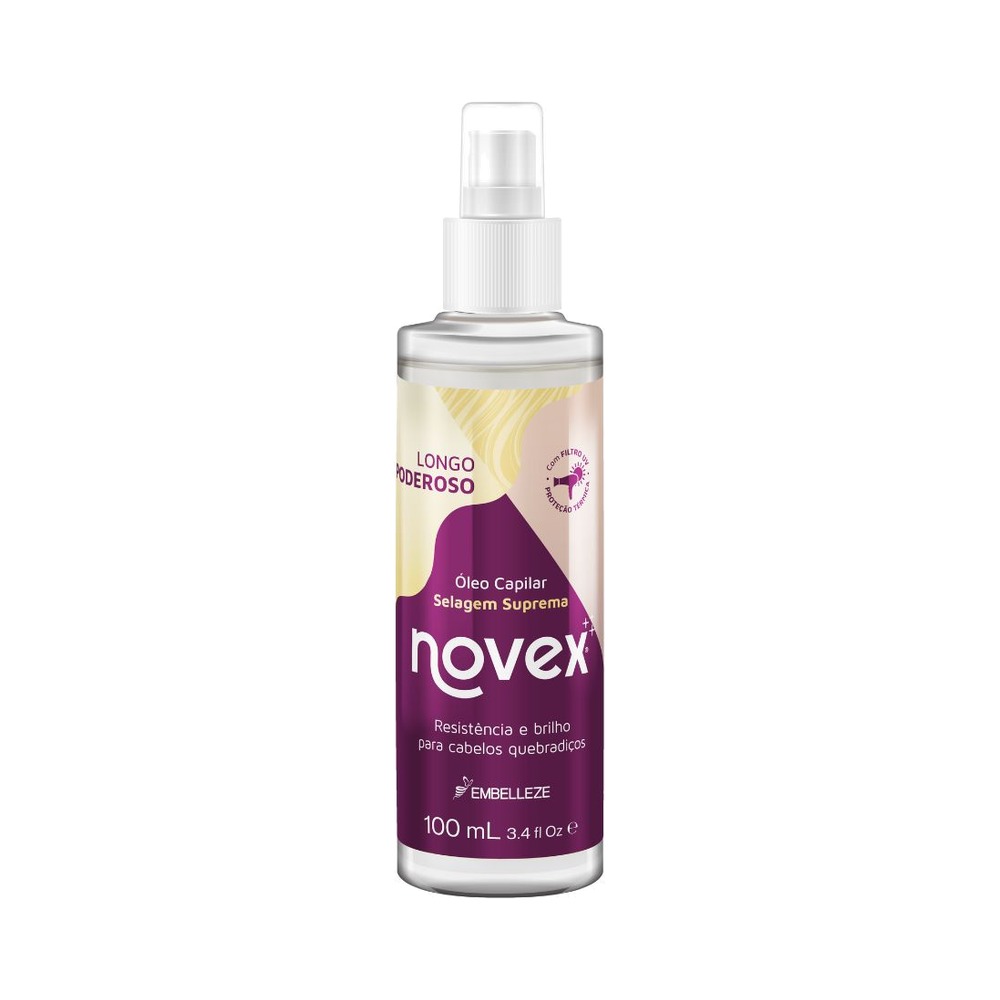 LONGO
PODEROSO
Com FILTRO UV
PROTEÇÃO TÉRMICA
Óleo Capilar
Selagem Suprema
novex
Resistência e brilho
para cabelos quebradiços
EMBELLEZE
100 mL 3.4 fl Oz ℮